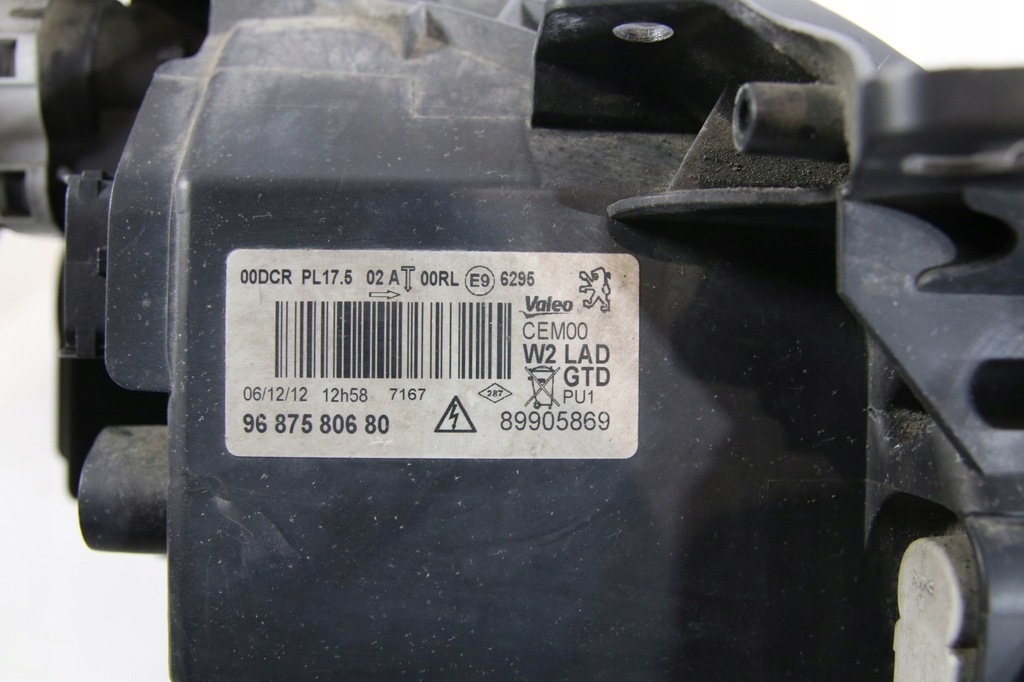 00DCR PL17.5 02 A 00RL E9 6295
Valeo
CEM00
W2 LAD
GTD
PU1
06/12/12 12h58 7167 287
96 875 806 80 89905869